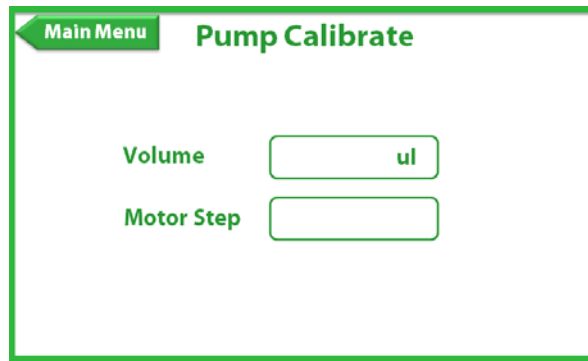 Main Menu
Pump Calibrate
Volume
ul
Motor Step